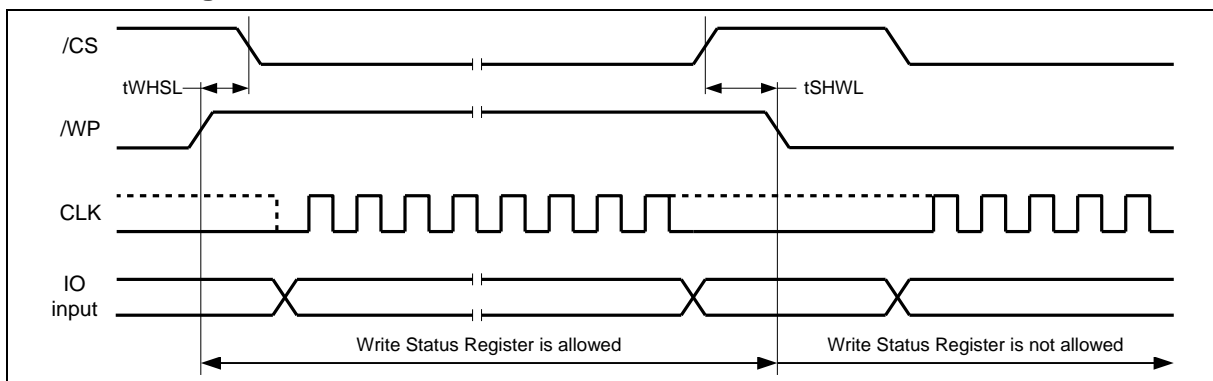 /CS
tWHSL
tSHWL
/WP
CLK
IO
input
Write Status Register is allowed
Write Status Register is not allowed